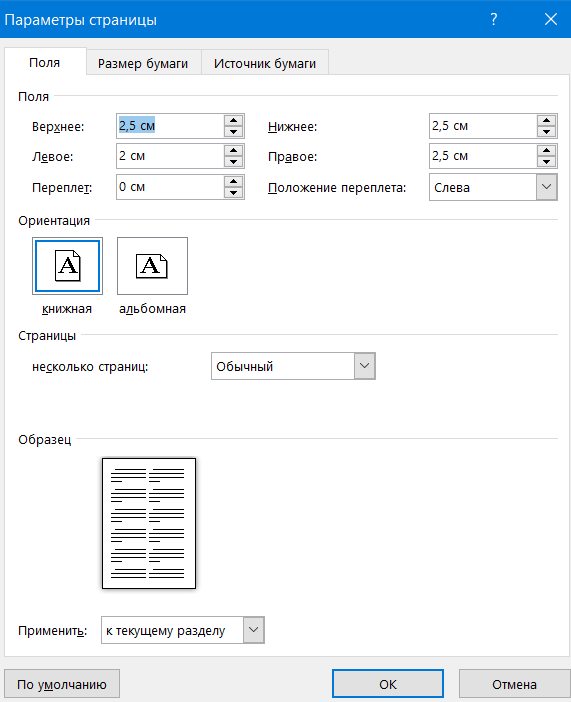 Параметры страницы ?
Поля Размер бумаги Источник бумаги
Поля
Верхнее: 2,5 см Нижнее: 2,5 см
Левое: 2 см Правое: 2,5 см
Переплет: 0 см Положение переплета: Слева
Ориентация
A A
книжная альбомная
Страницы
несколько страниц: Обычный
Образец
Применить: к текущему разделу
По умолчанию ОК Отмена